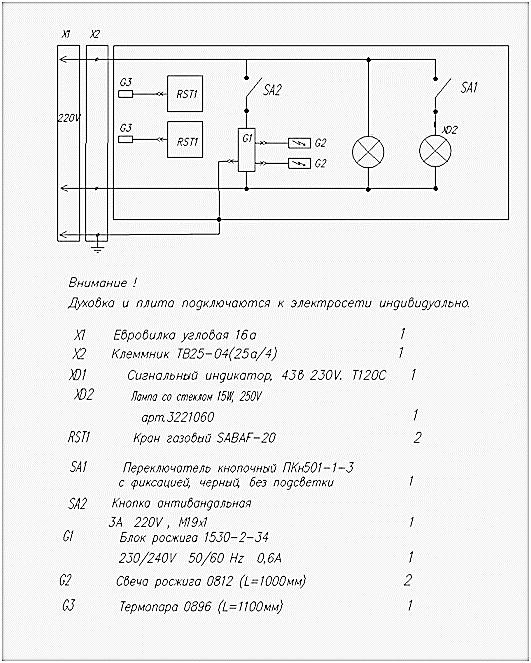 X1 X2
G3
RST1
SA2
SA1
220V
G3
RST1
G1
G2
G2
XD2
Внимание !
Духовка и плита подключаются к электросети индивидуально.
X1 Евровилка угловая 16а 1
X2 Клеммник ТВ25-04(25а/4) 1
XD1 Сигнальный индикатор, 43в 230V. T120C 1
XD2 Лампа со стеклом 15W, 250V
арт.3221060 1
RST1 Кран газовый SABAF-20 2
SA1 Переключатель кнопочный ПКн501-1-3
с фиксацией, черный, без подсветки 1
SA2 Кнопка антивандальная
3А 220V , М19х1 1
G1 Блок росжига 1530-2-34
230/240V 50/60 Hz 0,6A 1
G2 Свеча росжига 0812 (L=1000мм) 2
G3 Термопара 0896 (L=1100мм) 1